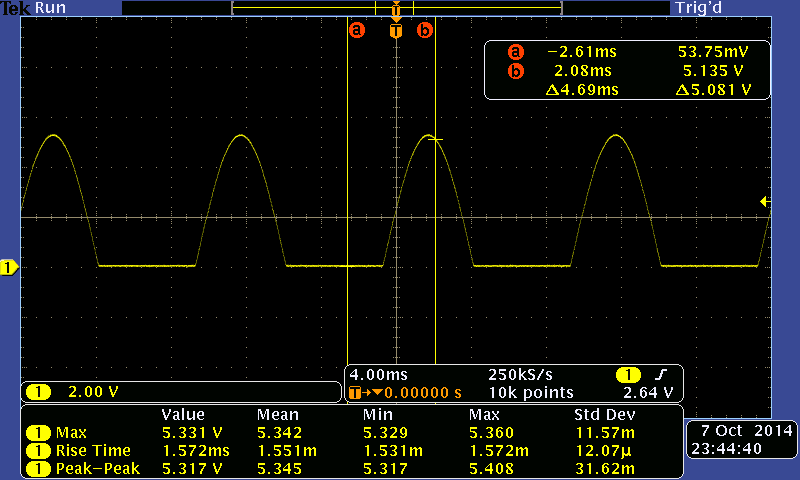 Tek Run Trig'd
T
a T b
a −2.61ms 53.75mV
b 2.08ms 5.135 V
Δ4.69ms Δ5.081 V
1
1 2.00 V
4.00ms 250kS/s 1
T→▼0.00000 s 10k points 2.64 V
Value Mean Min Max Std Dev
1 Max 5.331 V 5.342 5.329 5.360 11.57m
1 Rise Time 1.572ms 1.551m 1.531m 1.572m 12.07µ
1 Peak−Peak 5.317 V 5.345 5.317 5.408 31.62m
7 Oct 2014
23:44:40